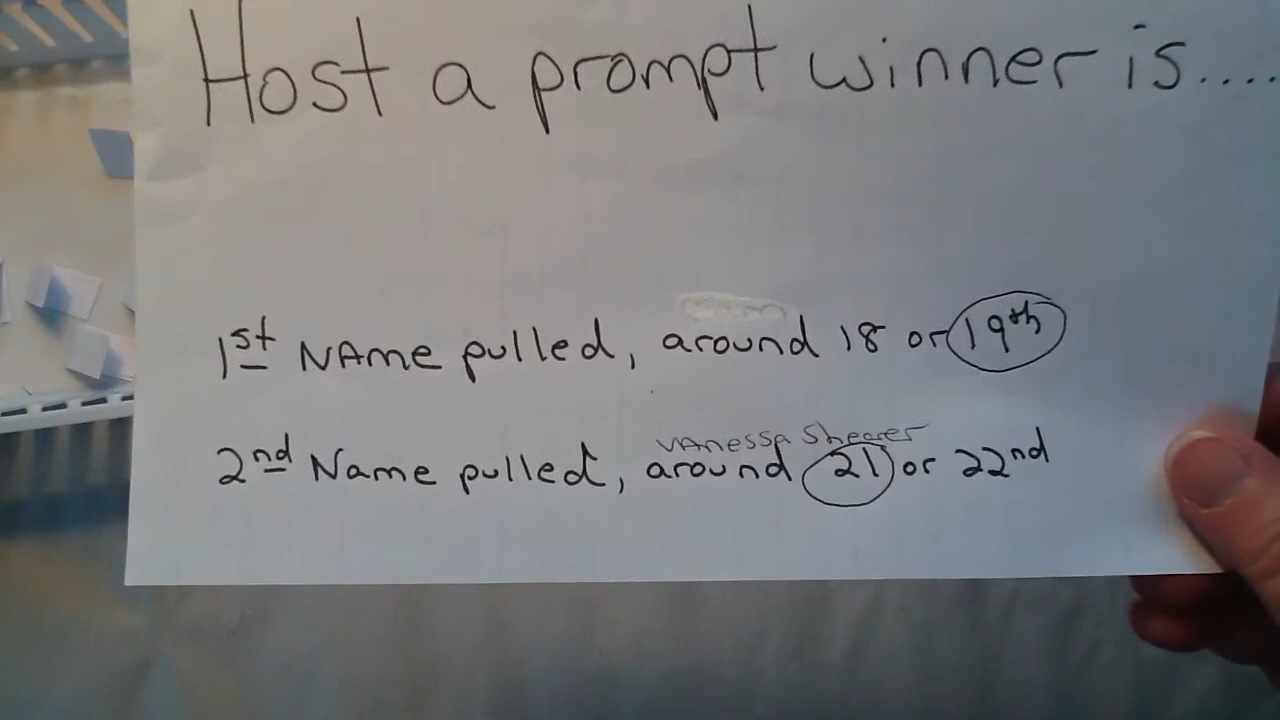 Host a prompt winner is....
1st NAme pulled, around 18 or 19th
VAnessa Shearer
2nd Name pulled, around 21 or 22nd